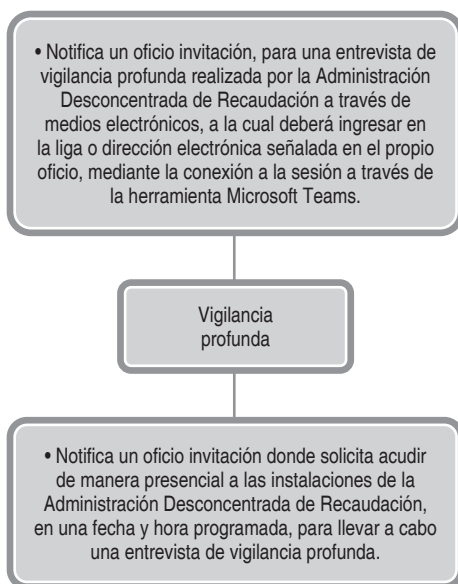 • Notifica un oficio invitación, para una entrevista de
vigilancia profunda realizada por la Administración
Desconcentrada de Recaudación a través de
medios electrónicos, a la cual deberá ingresar en
la liga o dirección electrónica señalada en el propio
oficio, mediante la conexión a la sesión a través de
la herramienta Microsoft Teams.
Vigilancia
profunda
• Notifica un oficio invitación donde solicita acudir
de manera presencial a las instalaciones de la
Administración Desconcentrada de Recaudación,
en una fecha y hora programada, para llevar a cabo
una entrevista de vigilancia profunda.